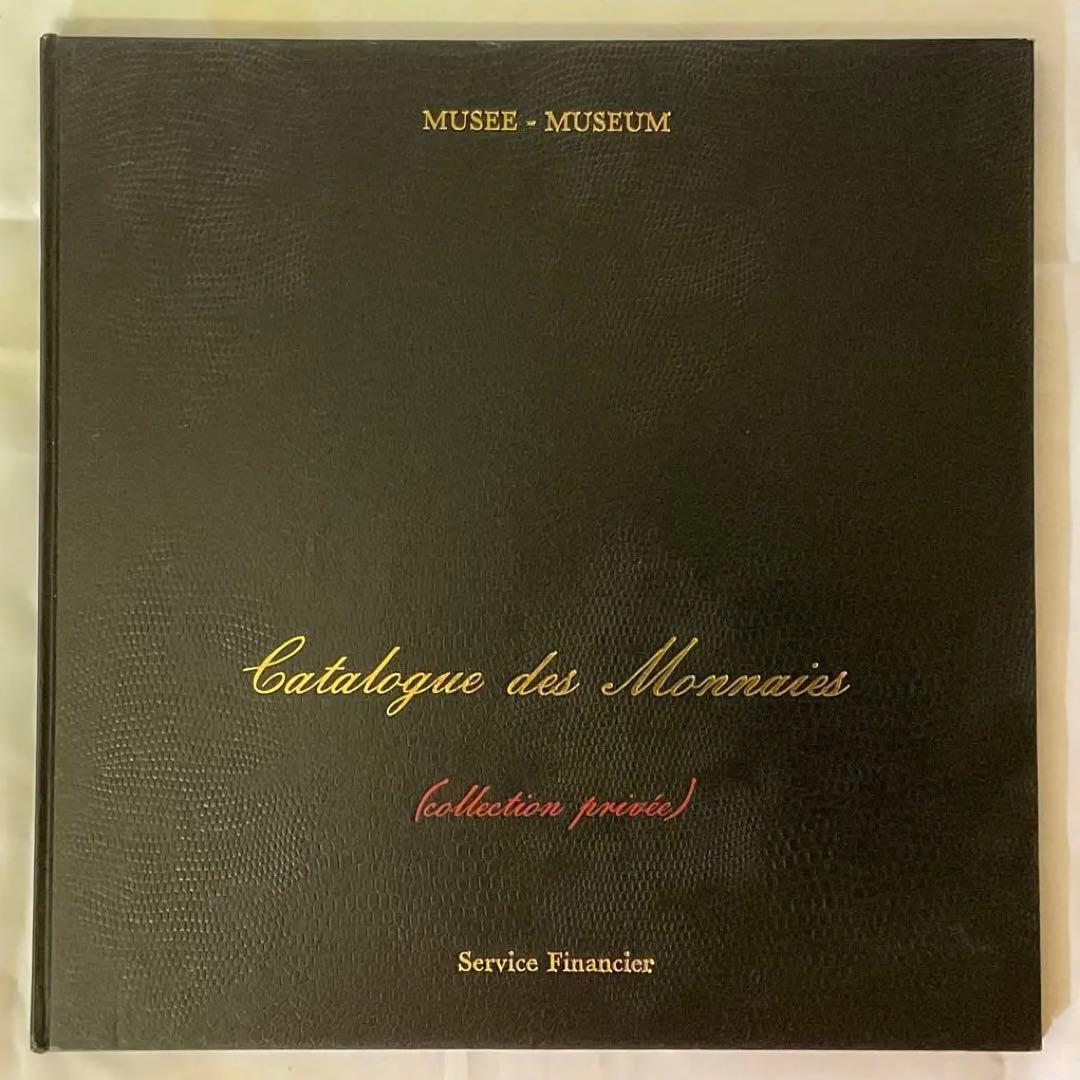 MUSEE - MUSEUM
Catalogue des Monnaies
(collection privée)
Service Financier